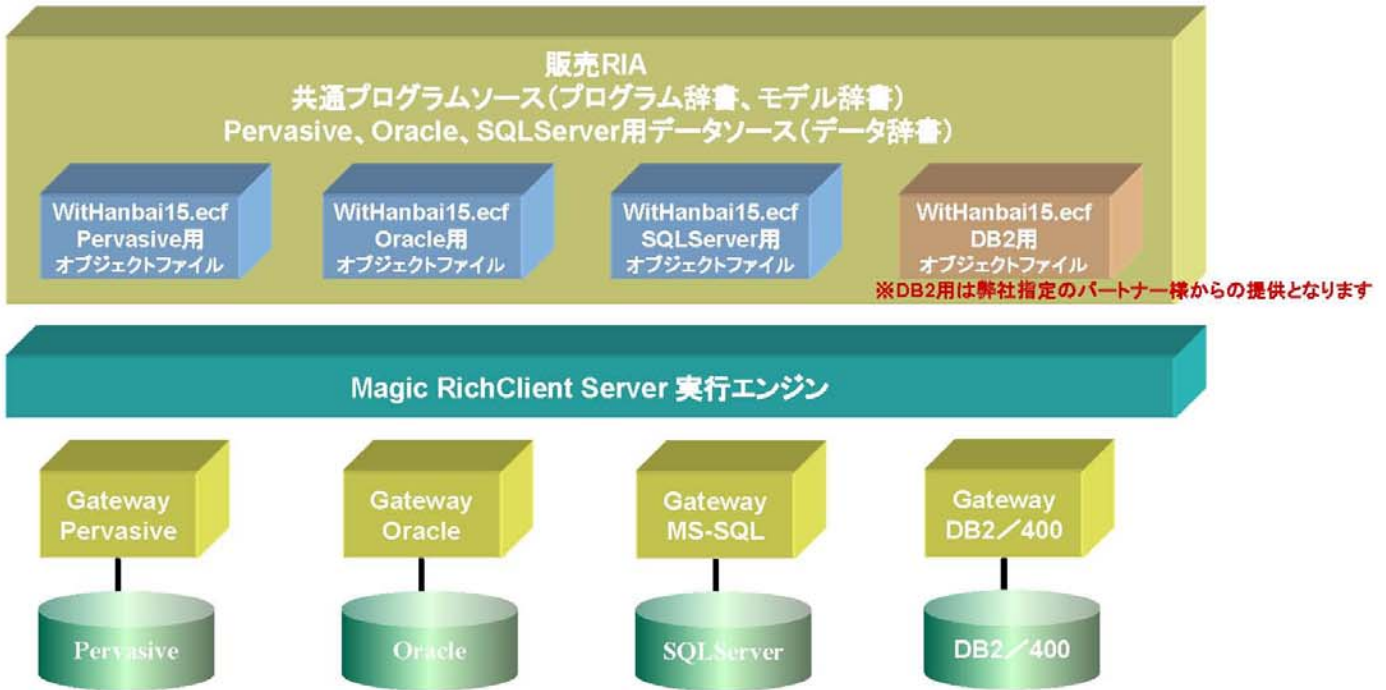 販売RIA
共通プログラムソース(プログラム辞書、モデル辞書)
Pervasive、Oracle、SQLServer用データソース(データ辞書)
WitHanbai15.ecf
Pervasive用
オブジェクトファイル
WitHanbai15.ecf
Oracle用
オブジェクトファイル
WitHanbai15.ecf
SQLServer用
オブジェクトファイル
WitHanbai15.ecf
DB2用
オブジェクトファイル
※DB2用は弊社指定のパートナー様からの提供となります
Magic RichClient Server 実行エンジン
Gateway
Pervasive
Gateway
Oracle
Gateway
MS-SQL
Gateway
DB2/400
Pervasive
Oracle
SQLServer
DB2/400